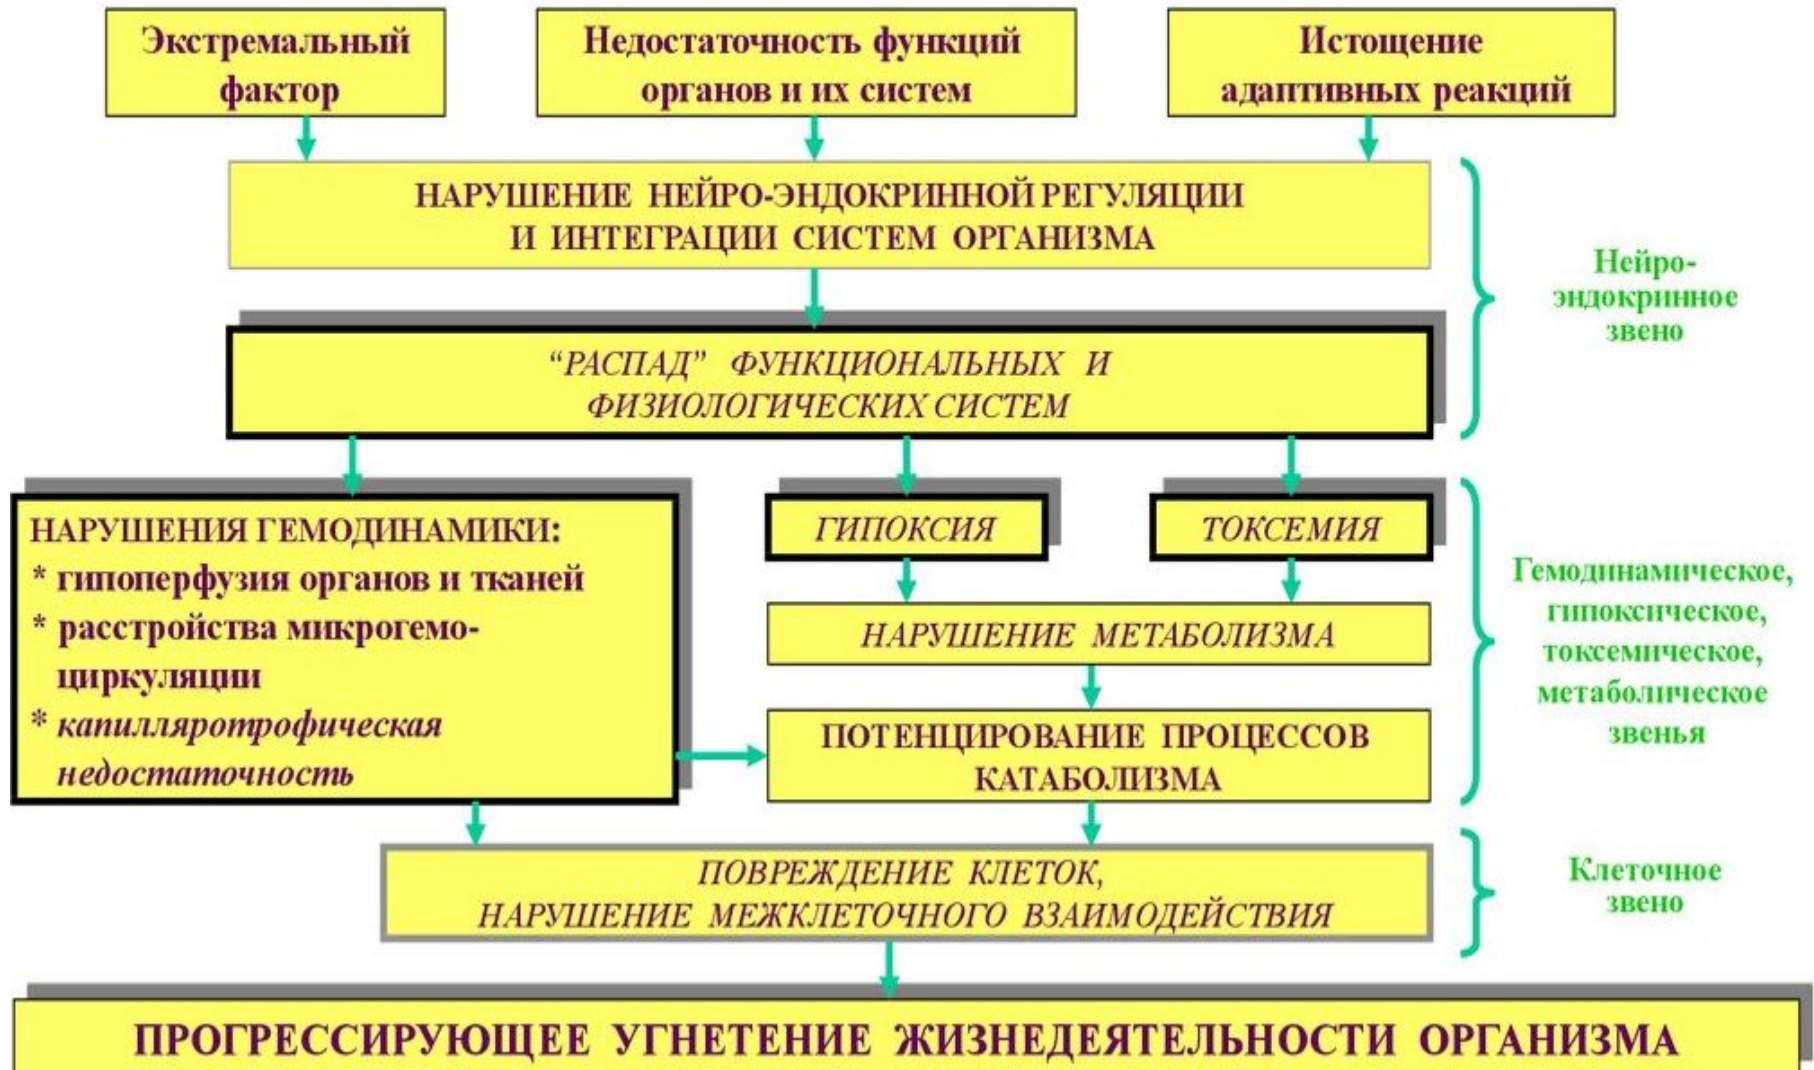 Экстремальный
фактор
Недостаточность функций
органов и их систем
Истощение
адаптивных реакций
НАРУШЕНИЕ НЕЙРО-ЭНДОКРИННОЙ РЕГУЛЯЦИИ
И ИНТЕГРАЦИИ СИСТЕМ ОРГАНИЗМА
Нейро-
эндокринное
звено
“РАСПАД” ФУНКЦИОНАЛЬНЫХ И
ФИЗИОЛОГИЧЕСКИХ СИСТЕМ
НАРУШЕНИЯ ГЕМОДИНАМИКИ:
* гипоперфузия органов и тканей
* расстройства микрогемо-
циркуляции
* капилляротрофическая
недостаточность
ГИПОКСИЯ
ТОКСЕМИЯ
НАРУШЕНИЕ МЕТАБОЛИЗМА
ПОТЕНЦИРОВАНИЕ ПРОЦЕССОВ
КАТАБОЛИЗМА
Гемодинамическое,
гипоксическое,
токсемическое,
метаболическое
звенья
ПОВРЕЖДЕНИЕ КЛЕТОК,
НАРУШЕНИЕ МЕЖКЛЕТОЧНОГО ВЗАИМОДЕЙСТВИЯ
Клеточное
звено
ПРОГРЕССИРУЮЩЕЕ УГНЕТЕНИЕ ЖИЗНЕДЕЯТЕЛЬНОСТИ ОРГАНИЗМА